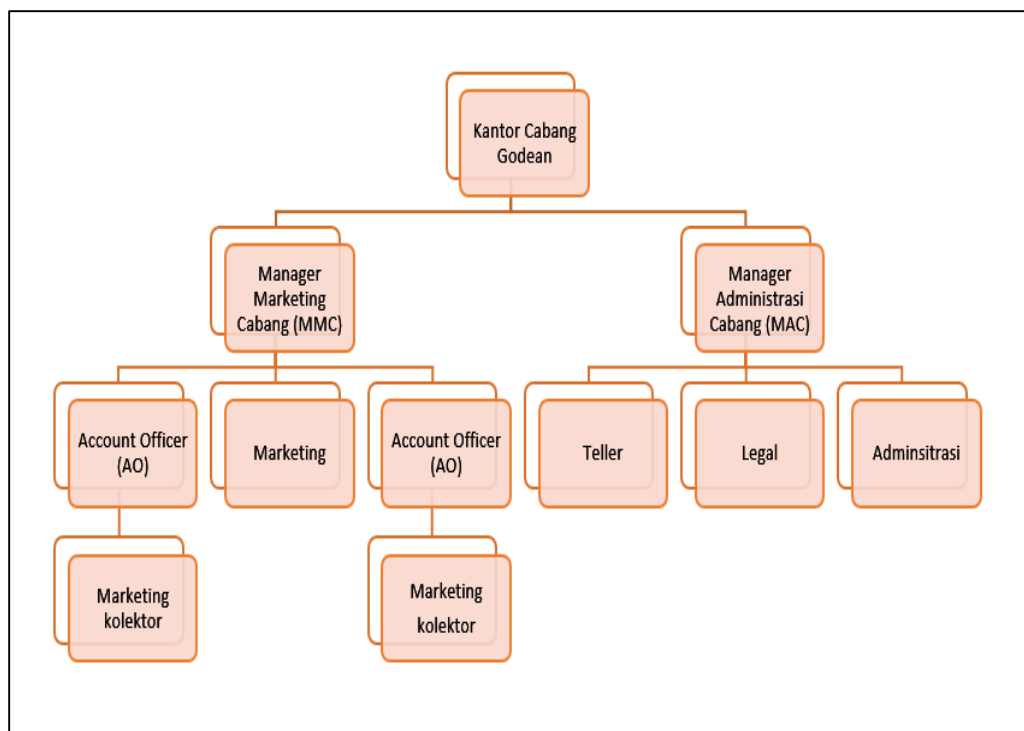 Kantor Cabang
Godean
Manager
Marketing
Cabang (MMC)
Manager
Administrasi
Cabang (MAC)
Account Officer
(AO)
Marketing
Account Officer
(AO)
Teller
Legal
Adminsitrasi
Marketing
kolektor
Marketing
kolektor